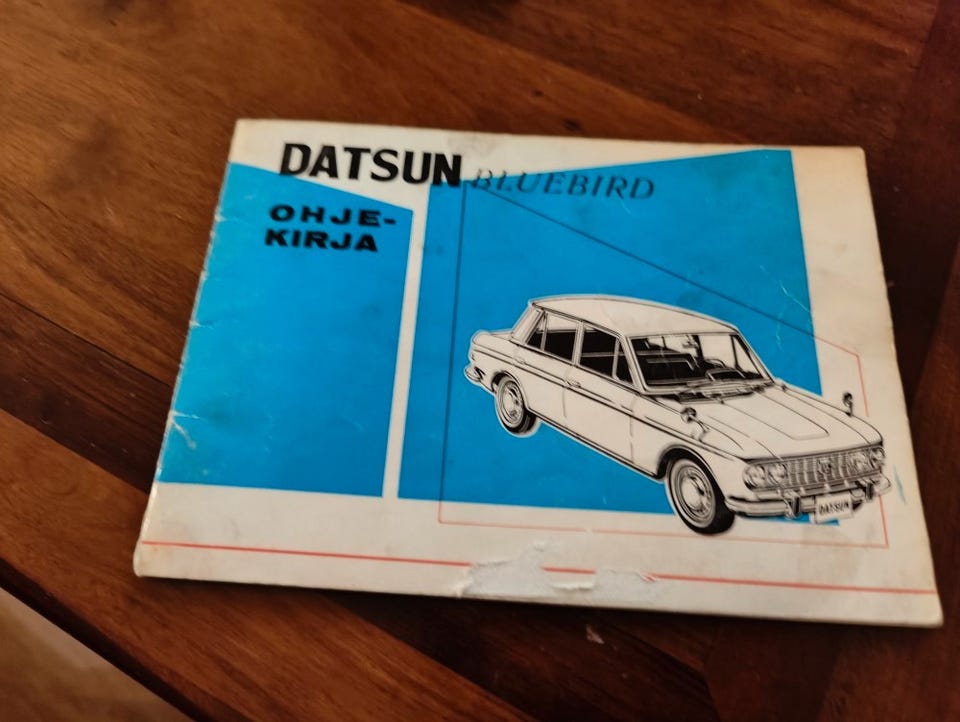 DATSUN BLUEBIRD
OHJE-
KIRJA
DATSUN